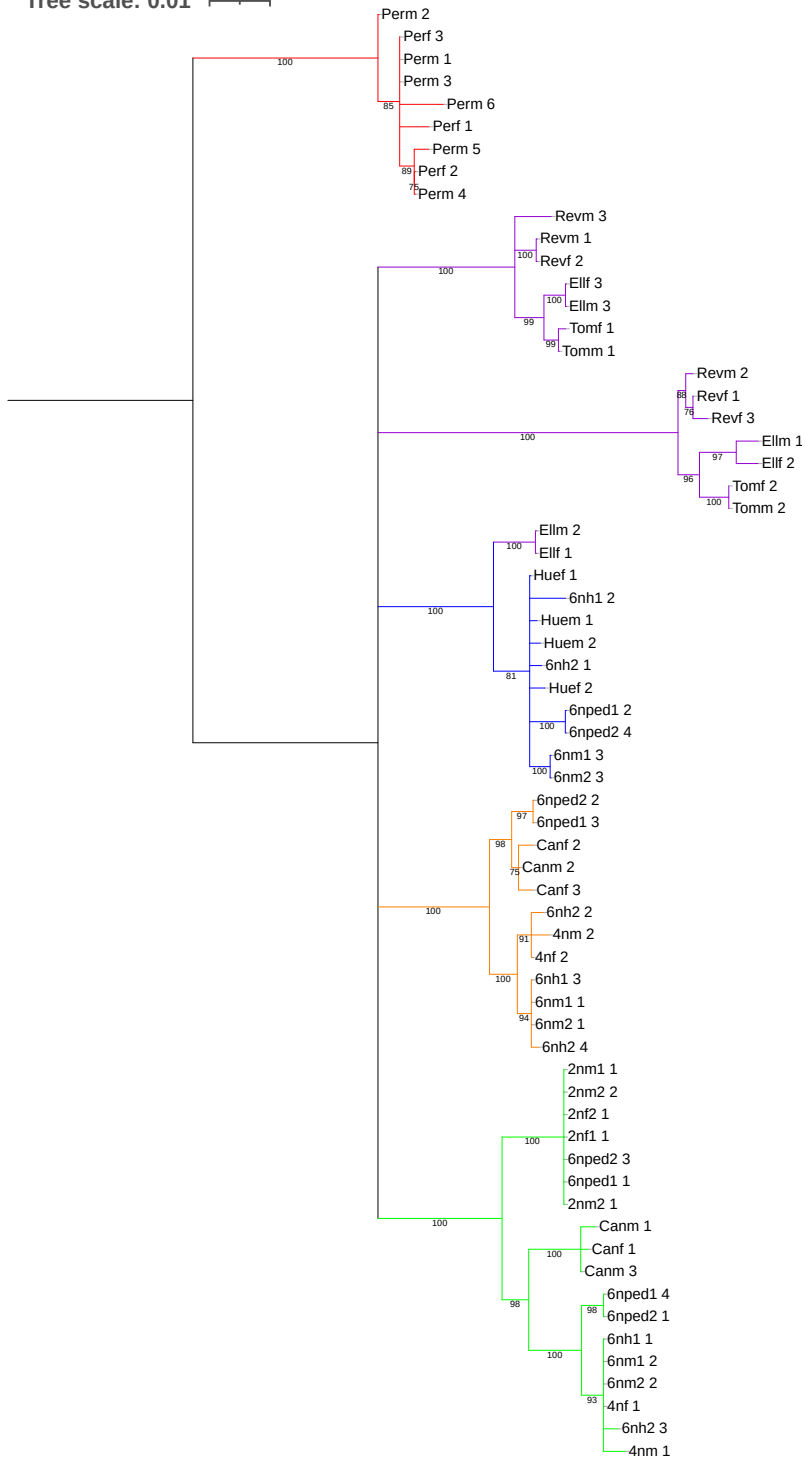 Tree scale: 0.01
Perm 2
Perf 3
100
Perm 1
Perm 3
85
Perm 6
Perf 1
Perm 5
89
Perf 2
75
Perm 4
Revm 3
Revm 1
100
Revf 2
100
Ellf 3
100
Ellm 3
99
Tomf 1
99
Tomm 1
Revm 2
88
Revf 1
76
Revf 3
100
Ellm 1
97
Ellf 2
96
Tomf 2
100
Tomm 2
Ellm 2
100
Ellf 1
Huef 1
6nh1 2
100
Huem 1
Huem 2
6nh2 1
81
Huef 2
6nped1 2
100
6nped2 4
6nm1 3
100
6nm2 3
6nped2 2
97
6nped1 3
98
Canf 2
75
Canm 2
Canf 3
100
6nh2 2
91
4nm 2
4nf 2
100
6nh1 3
6nm1 1
94
6nm2 1
6nh2 4
2nm1 1
2nm2 2
2nf2 1
100
2nf1 1
6nped2 3
6nped1 1
2nm2 1
100
Canm 1
100
Canf 1
Canm 3
98
6nped1 4
98
6nped2 1
6nh1 1
100
6nm1 2
6nm2 2
93
4nf 1
6nh2 3
4nm 1